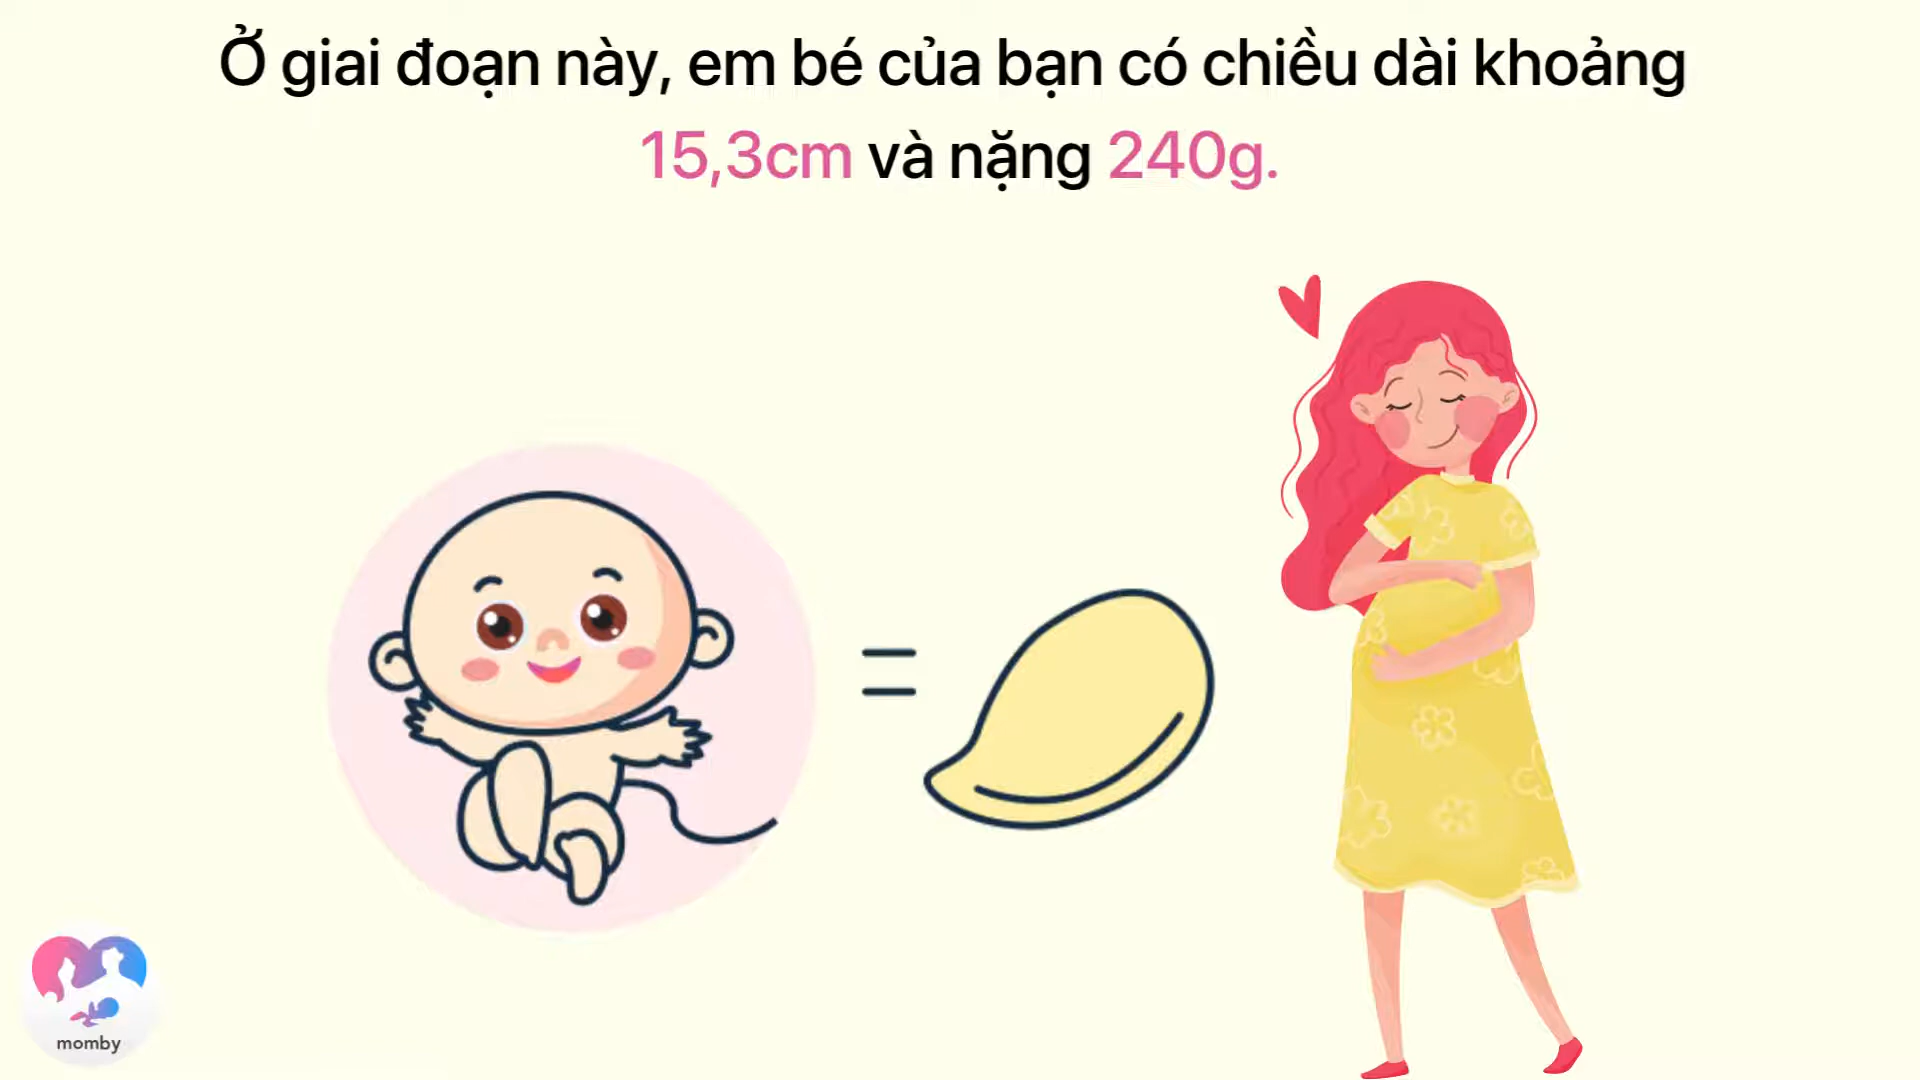 Ở giai đoạn này, em bé của bạn có chiều dài khoảng
15,3cm và nặng 240g.
momby